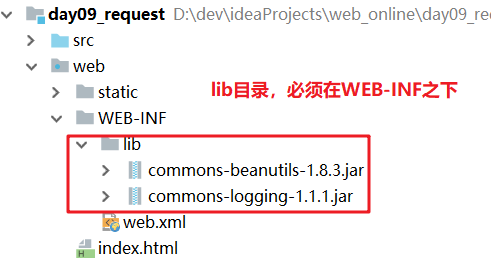 day09_request D:\dev\ideaProjects\web_online\day09_re
src
web
static
lib目录，必须在WEB-INF之下
WEB-INF
lib
commons-beanutils-1.8.3.jar
commons-logging-1.1.1.jar
web.xml
index.html